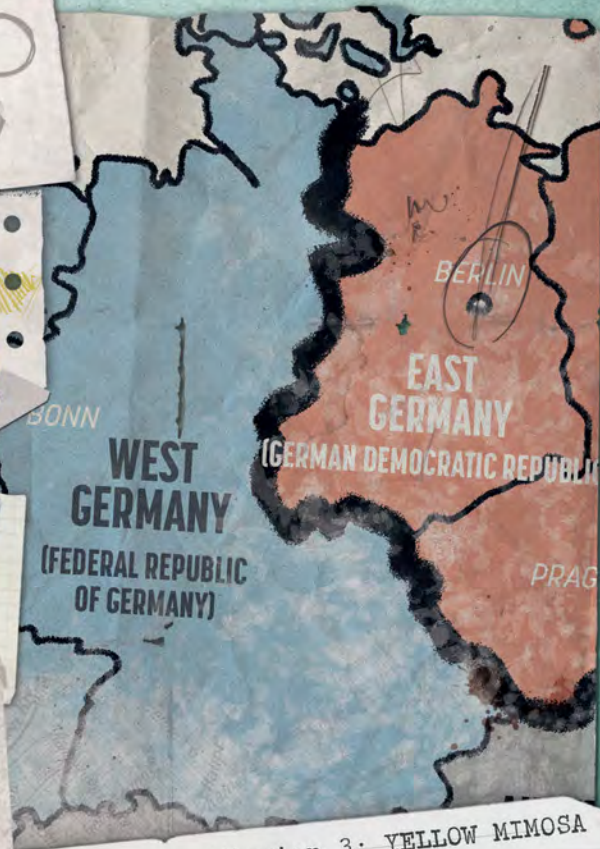 BERLIN
EAST
GERMANY
(GERMAN DEMOCRATIC REPUBLI
BONN
WEST
GERMANY
(FEDERAL REPUBLIC
OF GERMANY)
PRAG
3: YELLOW MIMOSA